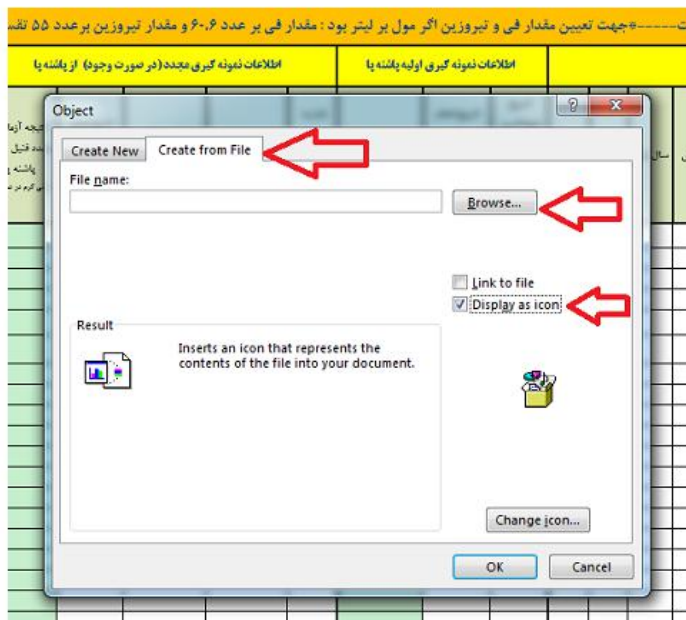 ت-----*جهت تعیین مقدار فی و تیروزین اگر مول بر لیتر بود : مقدار فی بر عدد ۶۰.۶ و مقدار تیروزین بر عدد ۵۵ تقس
اطلاعات نمونه گیری اولیه پاشنه پا
اطلاعات نمونه گیری مجدد(در صورت وجود) از پاشنه پا
سال
Object
Create New
Create from File
File name:
Browse...
Link to file
Display as icon
Result
Inserts an icon that represents the
contents of the file into your document.
Change icon...
OK
Cancel